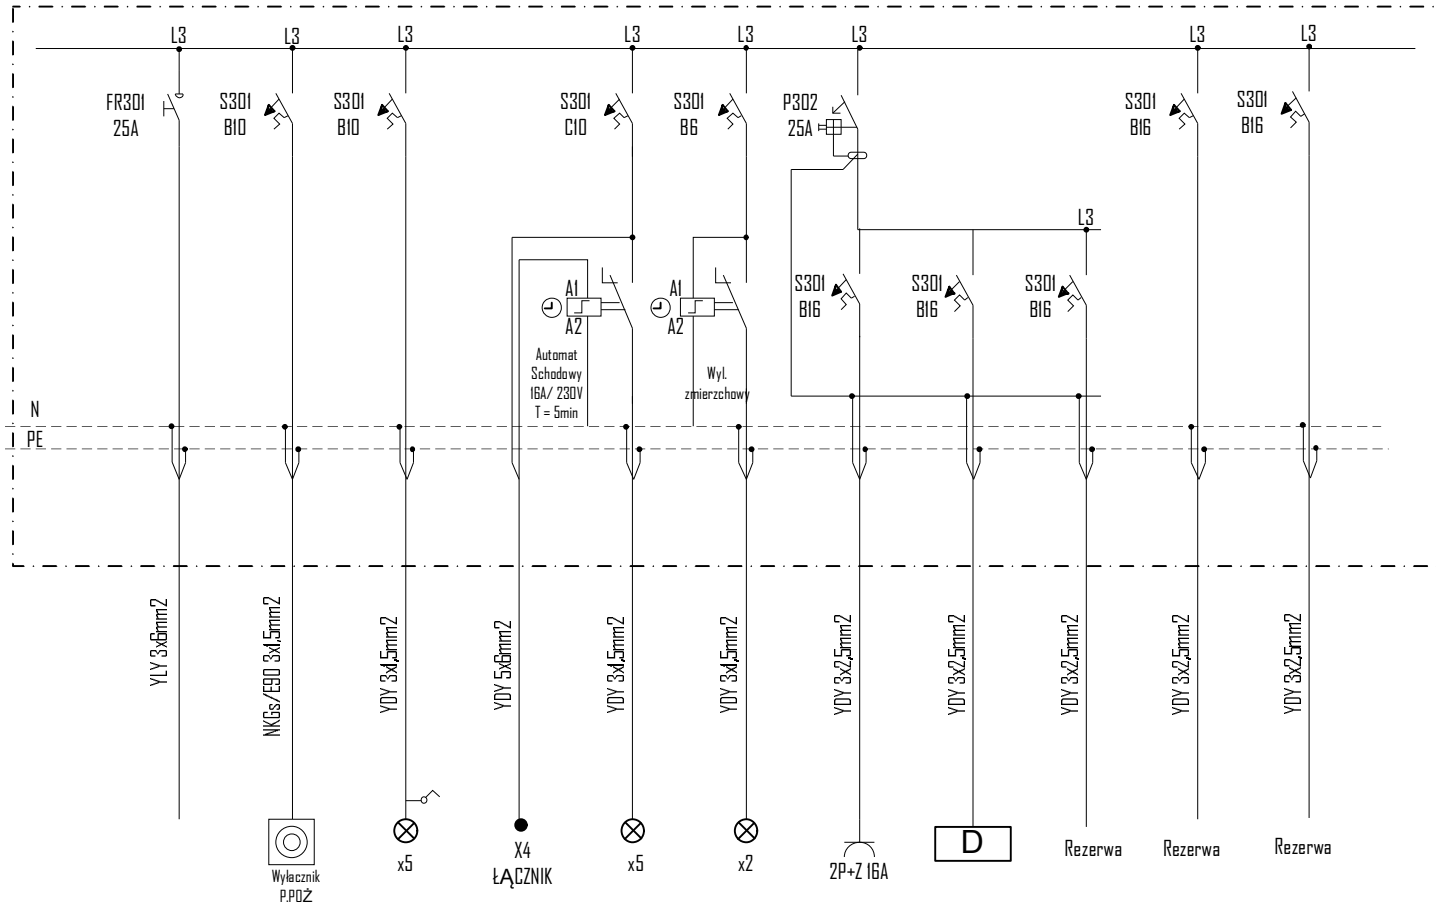 L3 L3 L3 L3 L3 L3 L3 L3
FR301
25A
S301
B10
S301
B10
S301
C10
S301
B6
P302
25A
S301
B16
S301
B16
L3
S301
B16
S301
B16
S301
B16
A1
A2
A1
A2
Automat
Schodowy
16A/ 230V
T = 5min
Wyl.
zmierzchowy
N
PE
YLY 3x6mm2
NKGs/E90 3x1,5mm2
YDY 3x1,5mm2
YDY 5x6mm2
YDY 3x1,5mm2
YDY 3x1,5mm2
YDY 3x2,5mm2
YDY 3x2,5mm2
YDY 3x2,5mm2
YDY 3x2,5mm2
YDY 3x2,5mm2
Wyłacznik
P.POŻ
x5
X4
ŁĄCZNIK
x5
x2
2P+Z 16A
D
Rezerwa
Rezerwa
Rezerwa